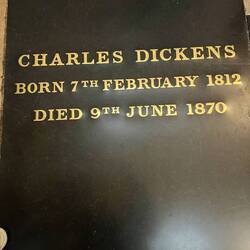 CHARLES DICKENS
BORN 7TH FEBRUARY 1812
DIED 9TH JUNE 1870